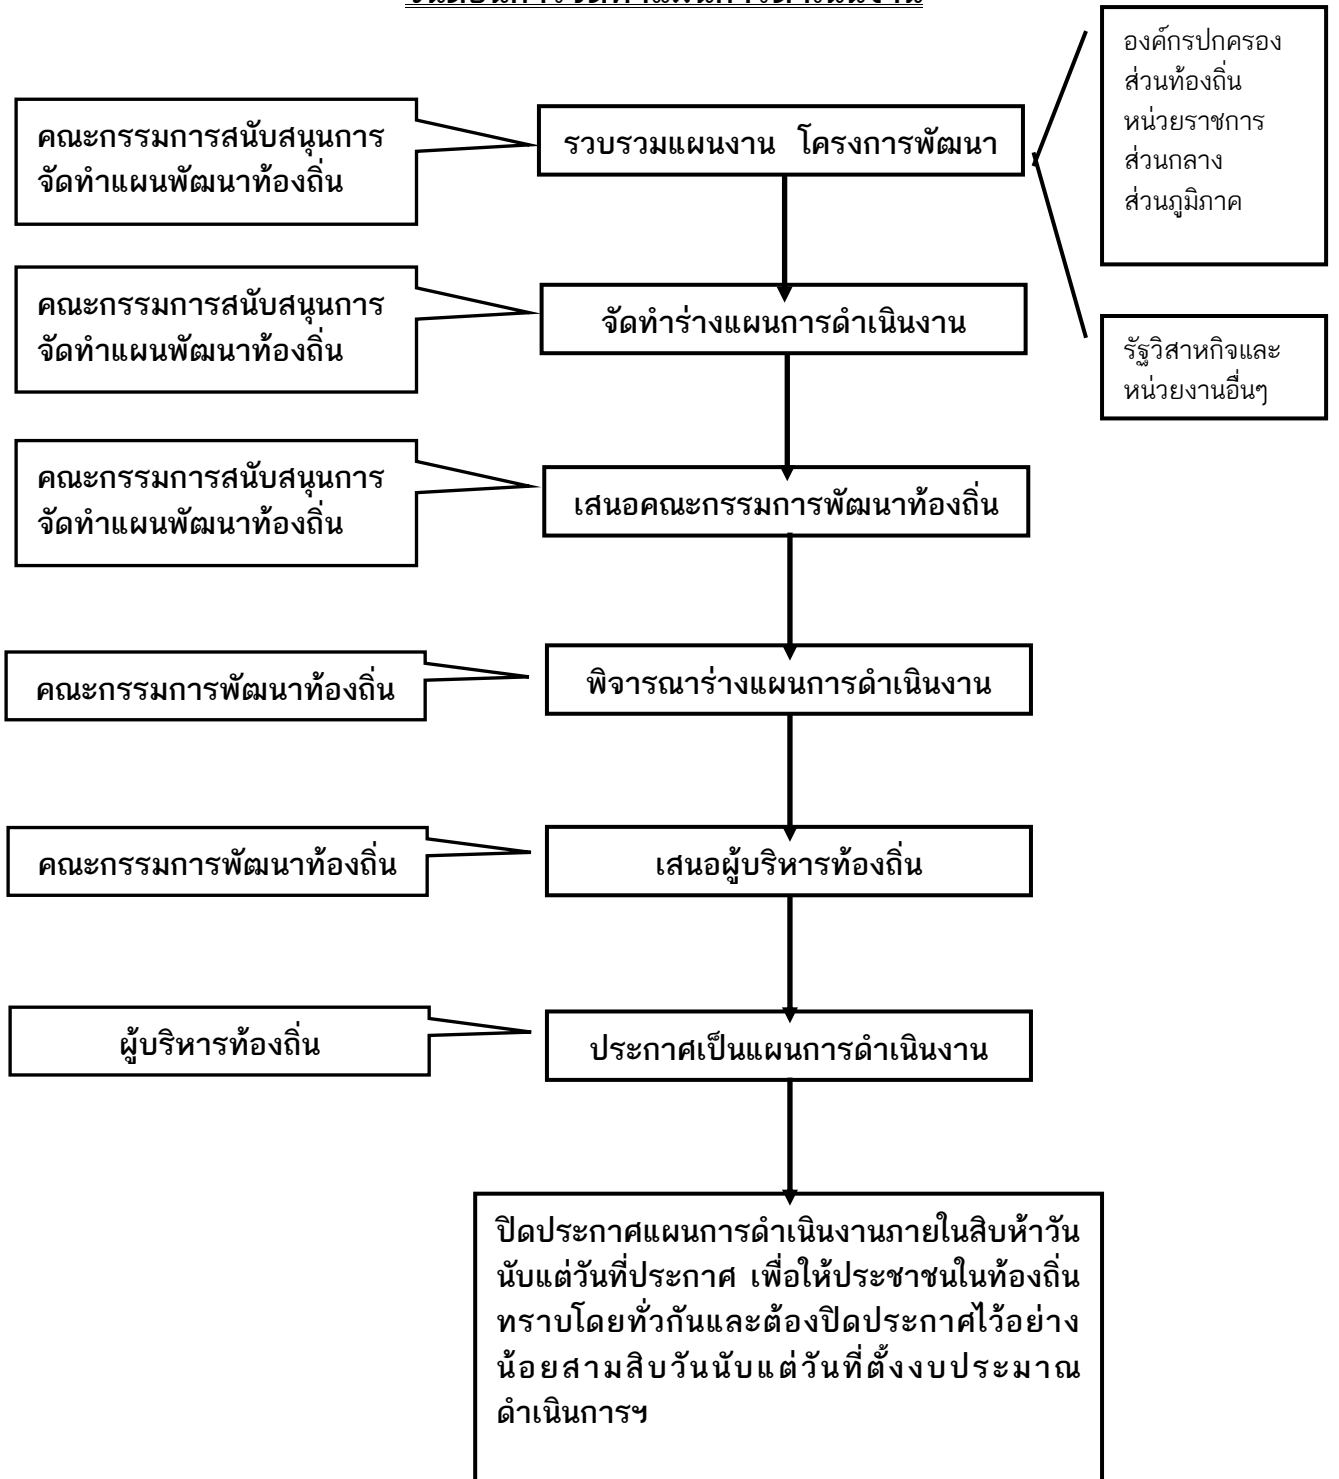 องค์กรปกครอง
ส่วนท้องถิ่น
หน่วยราชการ
ส่วนกลาง
ส่วนภูมิภาค
คณะกรรมการสนับสนุนการ
จัดทำแผนพัฒนาท้องถิ่น
รวบรวมแผนงาน โครงการพัฒนา
คณะกรรมการสนับสนุนการ
จัดทำแผนพัฒนาท้องถิ่น
จัดทำร่างแผนการดำเนินงาน
รัฐวิสาหกิจและ
หน่วยงานอื่นๆ
คณะกรรมการสนับสนุนการ
จัดทำแผนพัฒนาท้องถิ่น
เสนอคณะกรรมการพัฒนาท้องถิ่น
คณะกรรมการพัฒนาท้องถิ่น
พิจารณาร่างแผนการดำเนินงาน
คณะกรรมการพัฒนาท้องถิ่น
เสนอผู้บริหารท้องถิ่น
ผู้บริหารท้องถิ่น
ประกาศเป็นแผนการดำเนินงาน
ปิดประกาศแผนการดำเนินงานภายในสิบห้าวัน
นับแต่วันที่ประกาศ เพื่อให้ประชาชนในท้องถิ่น
ทราบโดยทั่วกันและต้องปิดประกาศไว้อย่าง
น้อยสามสิบวันนับแต่วันที่ตั้งงบประมาณ
ดำเนินการฯ